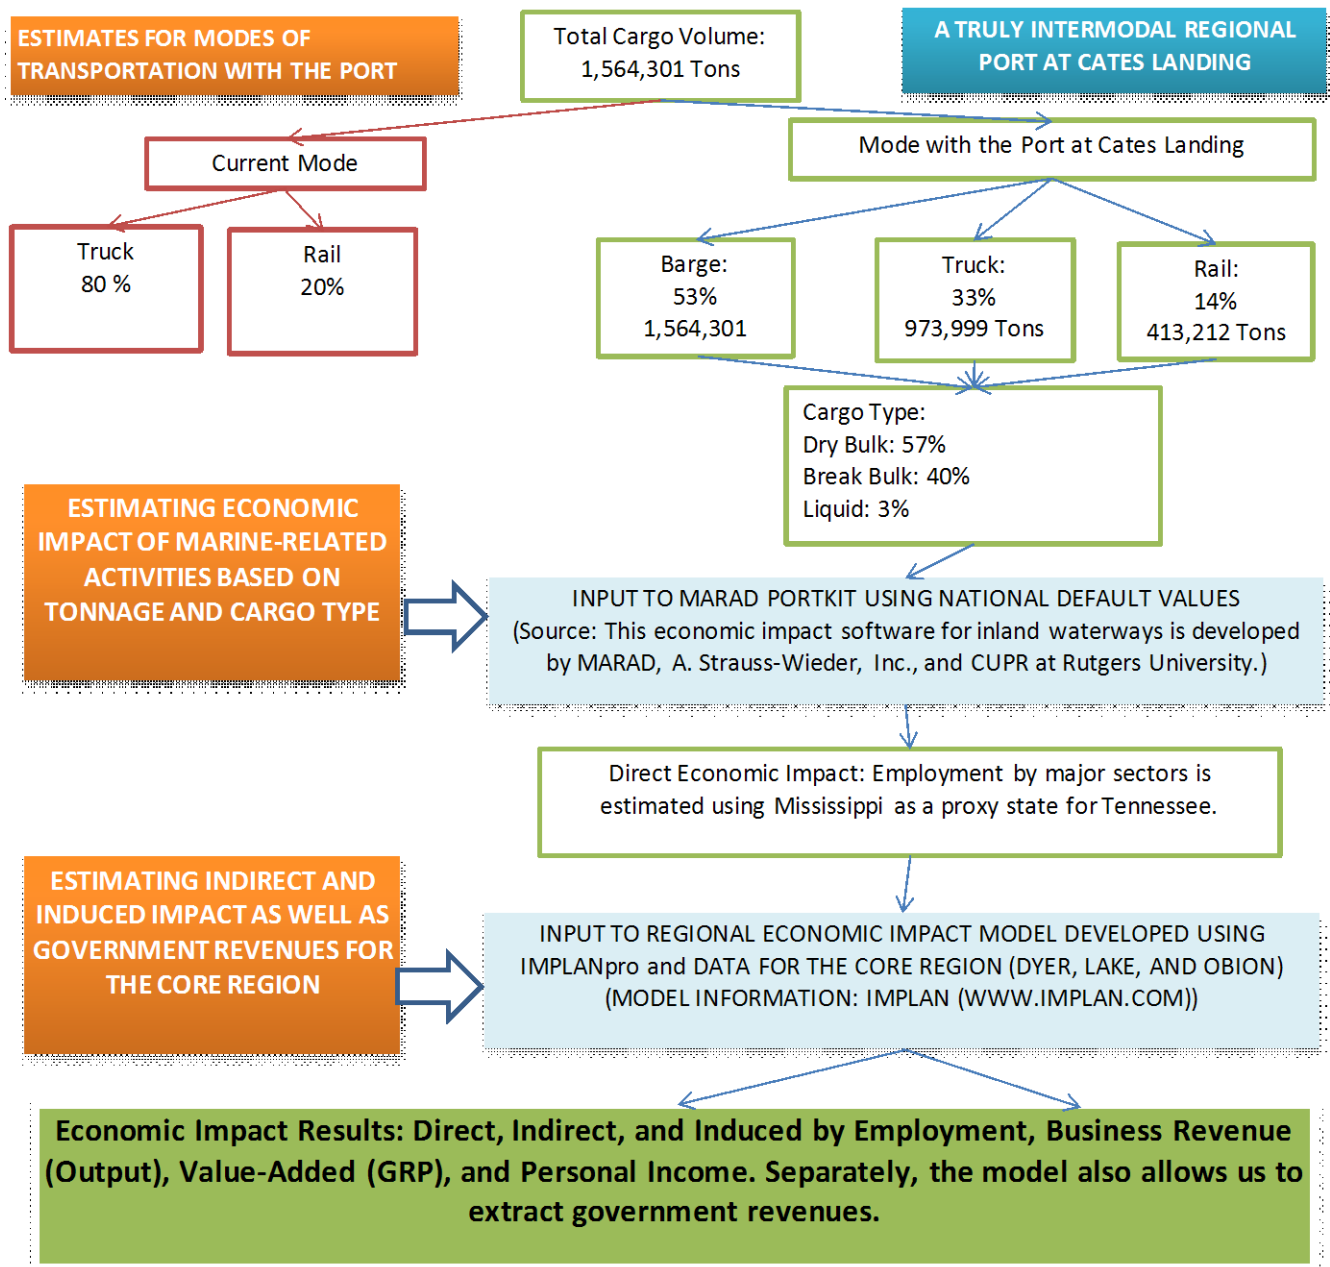 ESTIMATES FOR MODES OF
TRANSPORTATION WITH THE PORT
Total Cargo Volume:
1,564,301 Tons
A TRULY INTERMODAL REGIONAL
PORT AT CATES LANDING
Current Mode
Mode with the Port at Cates Landing
Truck
80 %
Rail
20%
Barge:
53%
1,564,301
Truck:
33%
973,999 Tons
Rail:
14%
413,212 Tons
Cargo Type:
Dry Bulk: 57%
Break Bulk: 40%
Liquid: 3%
ESTIMATING ECONOMIC
IMPACT OF MARINE-RELATED
ACTIVITIES BASED ON
TONNAGE AND CARGO TYPE
INPUT TO MARAD PORTKIT USING NATIONAL DEFAULT VALUES
(Source: This economic impact software for inland waterways is developed
by MARAD, A. Strauss-Wieder, Inc., and CUPR at Rutgers University.)
Direct Economic Impact: Employment by major sectors is
estimated using Mississippi as a proxy state for Tennessee.
ESTIMATING INDIRECT AND
INDUCED IMPACT AS WELL AS
GOVERNMENT REVENUES FOR
THE CORE REGION
INPUT TO REGIONAL ECONOMIC IMPACT MODEL DEVELOPED USING
IMPLANpro and DATA FOR THE CORE REGION (DYER, LAKE, AND OBION)
(MODEL INFORMATION: IMPLAN (WWW.IMPLAN.COM))
Economic Impact Results: Direct, Indirect, and Induced by Employment, Business Revenue
(Output), Value-Added (GRP), and Personal Income. Separately, the model also allows us to
extract government revenues.